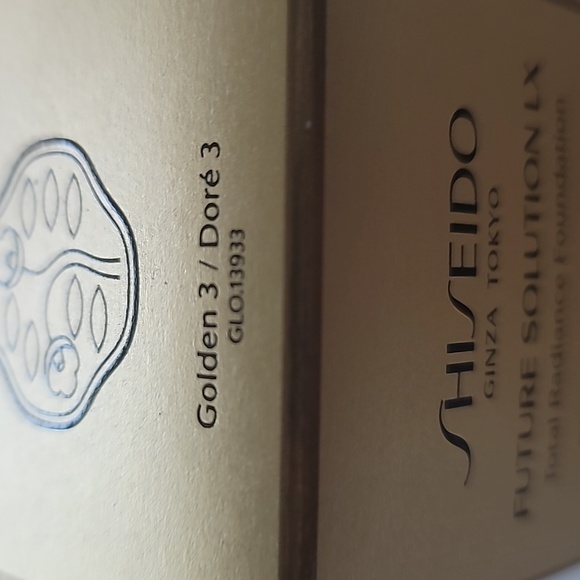 Golden 3 / Doré 3
GLO.13933
SHISEIDO
GINZA TOKYO
FUTURE SOLUTION LX
Total Radiance Foundation